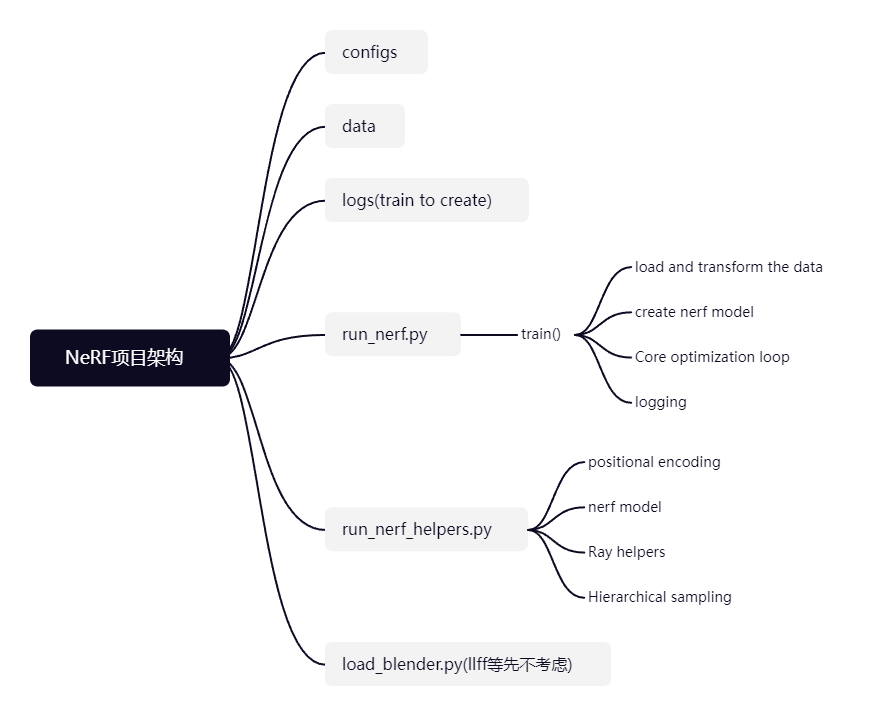 NeRF项目架构
configs
data
logs(train to create)
run_nerf.py
train()
load and transform the data
create nerf model
Core optimization loop
logging
run_nerf_helpers.py
positional encoding
nerf model
Ray helpers
Hierarchical sampling
load_blender.py(llff等先不考虑)